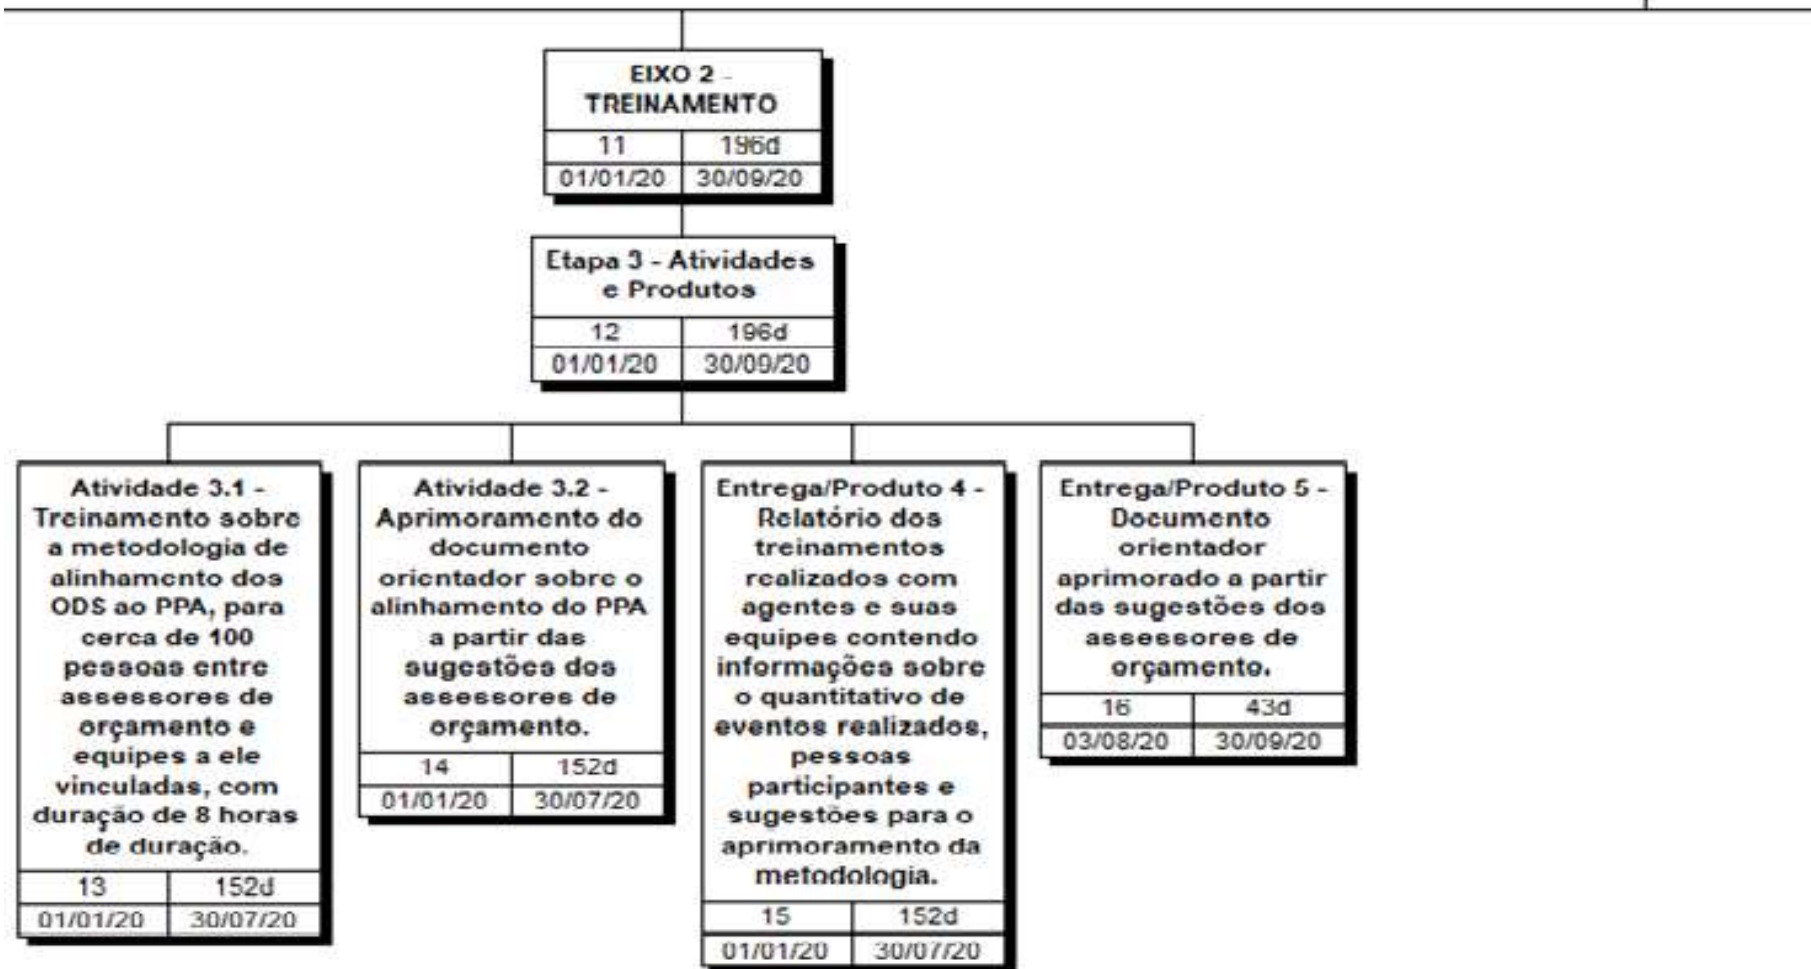 EIXO 2 -
TREINAMENTO
11 196d
01/01/20 30/09/20
Etapa 3 - Atividades
e Produtos
12 196d
01/01/20 30/09/20
Atividade 3.1 -
Treinamento sobre
a metodologia de
alinhamento dos
ODS ao PPA, para
cerca de 100
pessoas entre
assessores de
orçamento e
equipes a ele
vinculadas, com
duração de 8 horas
de duração.
13 152d
01/01/20 30/07/20
Atividade 3.2 -
Aprimoramento do
documento
orientador sobre o
alinhamento do PPA
a partir das
sugestões dos
assessores de
orçamento.
14 152d
01/01/20 30/07/20
Entrega/Produto 4 -
Relatório dos
treinamentos
realizados com
agentes e suas
equipes contendo
informações sobre
o quantitativo de
eventos realizados,
pessoas
participantes e
sugestões para o
aprimoramento da
metodologia.
15 152d
01/01/20 30/07/20
Entrega/Produto 5 -
Documento
orientador
aprimorado a partir
das sugestões dos
assessores de
orçamento.
16 43d
03/08/20 30/09/20